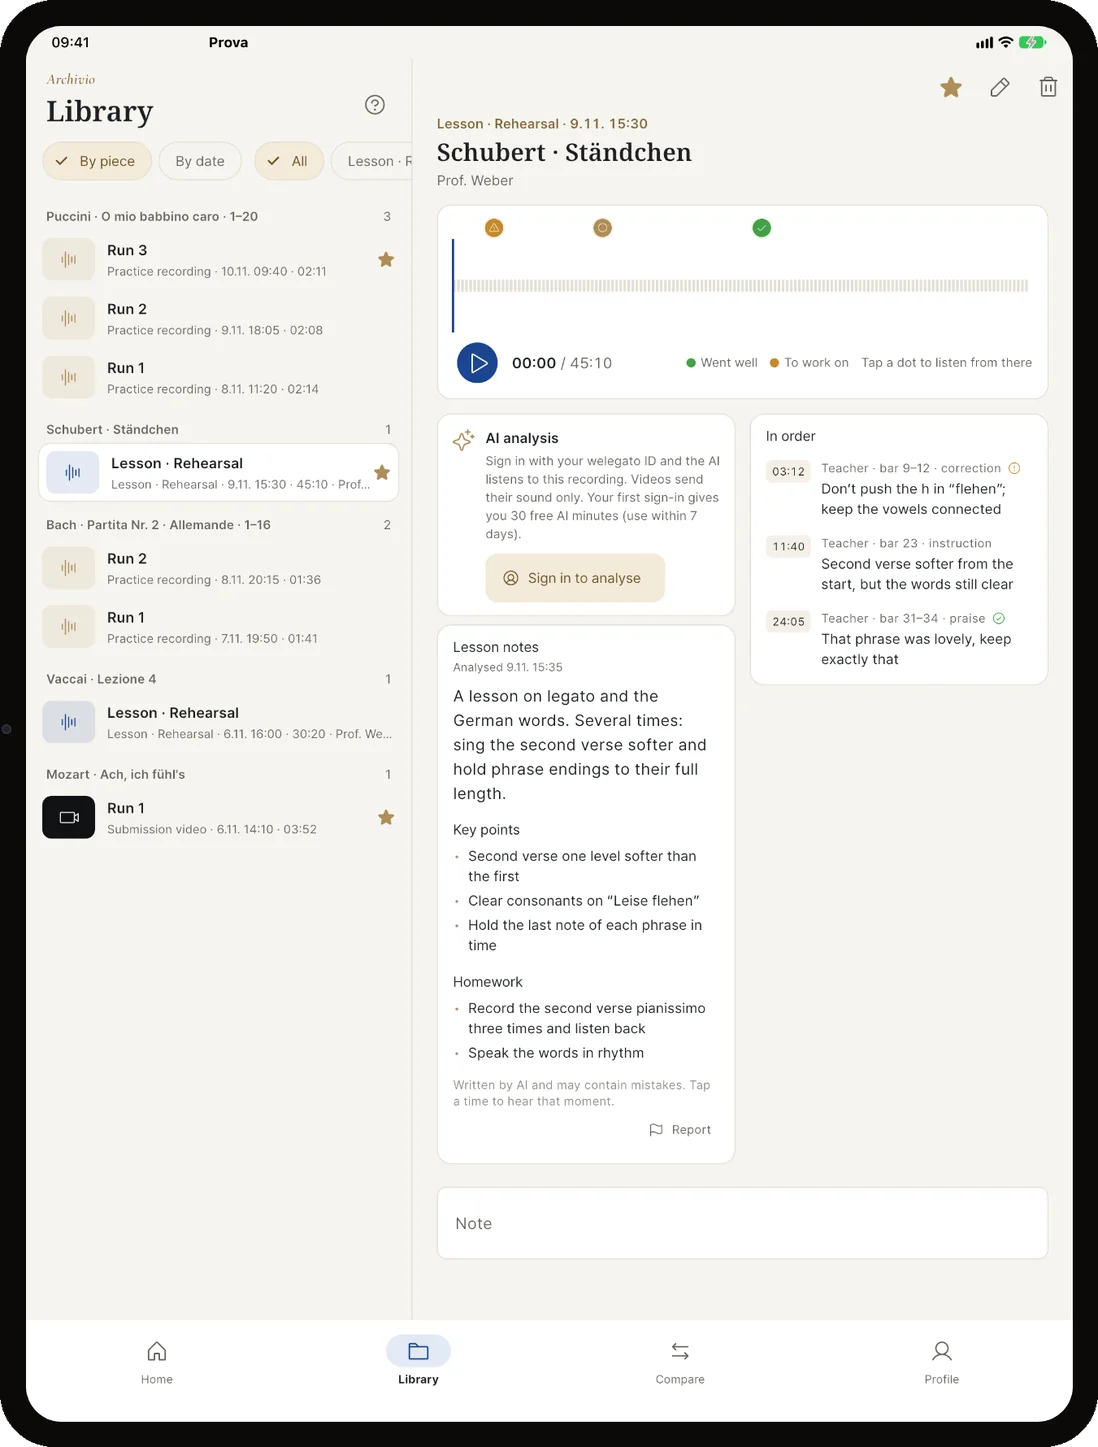 09:41
Prova
Archivio
Library
By piece
By date
All
Lesson · R
Puccini · O mio babbino caro · 1–20
3
Run 3
Practice recording · 10.11. 09:40 · 02:11
Run 2
Practice recording · 9.11. 18:05 · 02:08
Run 1
Practice recording · 8.11. 11:20 · 02:14
Schubert · Ständchen
1
Lesson · Rehearsal
Lesson · Rehearsal · 9.11. 15:30 · 45:10 · Prof...
Bach · Partita Nr. 2 · Allemande · 1–16
2
Run 2
Practice recording · 8.11. 20:15 · 01:36
Run 1
Practice recording · 7.11. 19:50 · 01:41
Vaccai · Lezione 4
1
Lesson · Rehearsal
Lesson · Rehearsal · 6.11. 16:00 · 30:20 · Prof. We...
Mozart · Ach, ich fühl's
1
Run 1
Submission video · 6.11. 14:10 · 03:52
Lesson · Rehearsal · 9.11. 15:30
Schubert · Ständchen
Prof. Weber
00:00 / 45:10
Went well
To work on
Tap a dot to listen from there
AI analysis
Sign in with your welegato ID and the AI
listens to this recording. Videos send
their sound only. Your first sign-in gives
you 30 free AI minutes (use within 7
days).
Sign in to analyse
Lesson notes
Analysed 9.11. 15:35
A lesson on legato and the
German words. Several times:
sing the second verse softer and
hold phrase endings to their full
length.
Key points
• Second verse one level softer than
the first
• Clear consonants on “Leise flehen”
• Hold the last note of each phrase in
time
Homework
• Record the second verse pianissimo
three times and listen back
• Speak the words in rhythm
Written by AI and may contain mistakes. Tap
a time to hear that moment.
Report
In order
03:12
Teacher · bar 9–12 · correction
Don’t push the h in “flehen”;
keep the vowels connected
11:40
Teacher · bar 23 · instruction
Second verse softer from the
start, but the words still clear
24:05
Teacher · bar 31–34 · praise
That phrase was lovely, keep
exactly that
Note
Home
Library
Compare
Profile